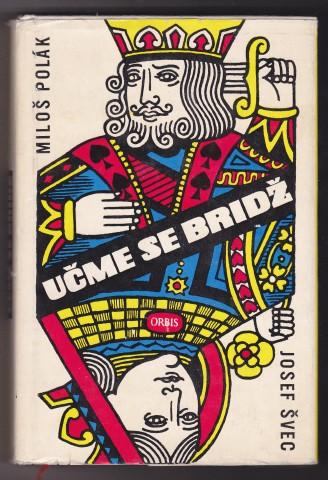 MILOŠ POLÁK
UČME SE BRIDŽ
ORBIS
JOSEF ŠVEC